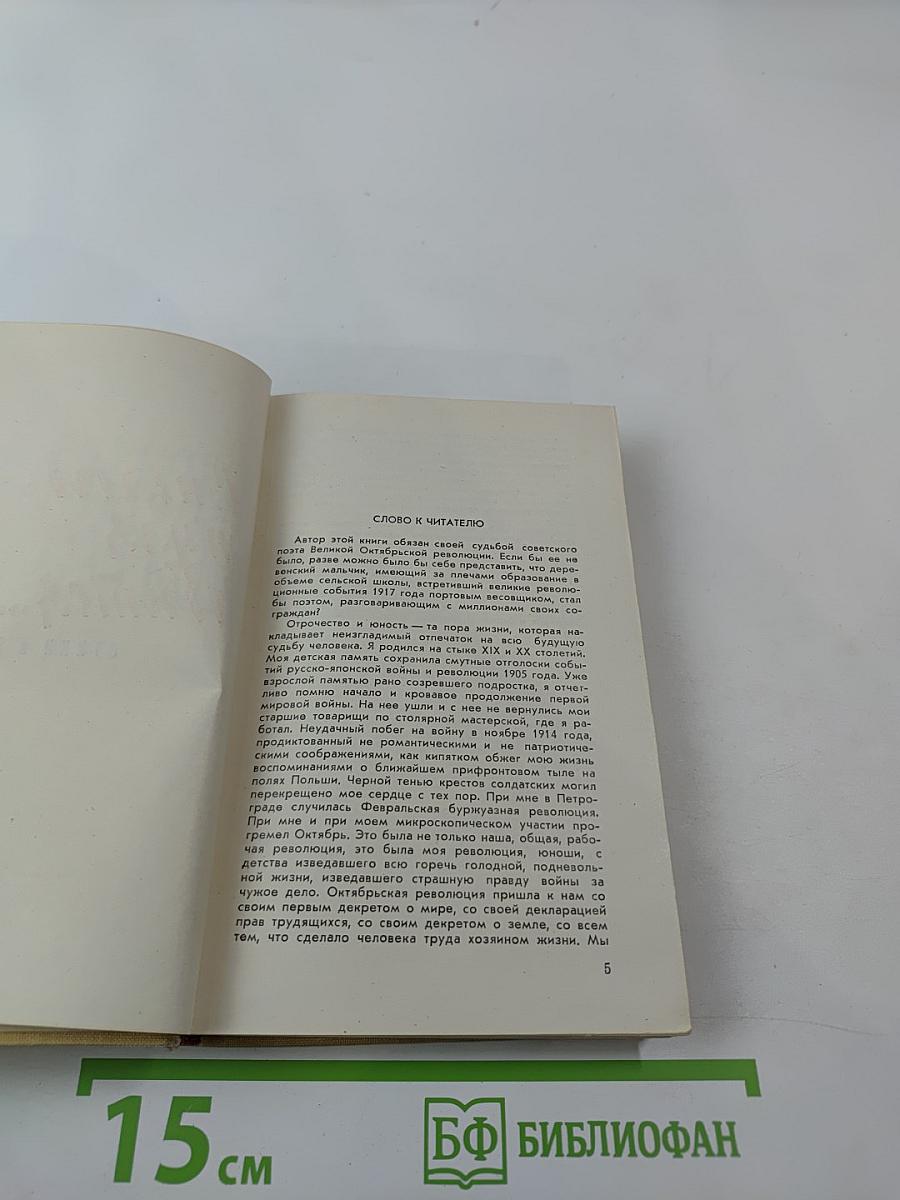 СЛОВО К ЧИТАТЕЛЮ
Автор этой книги обязан своей судьбой советского
поэта Великой Октябрьской революции. Если бы ее не
было, разве можно было бы себе представить, что дере-
венский мальчик, имеющий за плечами образование в
объеме сельской школы, встретивший великие револю-
ционные события 1917 года портовым весовщиком, стал
бы поэтом, разговаривающим с миллионами своих со-
граждан?
Отрочество и юность — та пора жизни, которая на-
кладывает неизгладимый отпечаток на всю будущую
судьбу человека. Я родился на стыке XIX и XX столетий.
Моя детская память сохранила смутные отголоски собы-
тий русско-японской войны и революции 1905 года. Уже
взрослой памятью рано созревшего подростка, я отчет-
ливо помню начало и кровавое продолжение первой
мировой войны. На нее ушли и с нее не вернулись мои
старшие товарищи по столярной мастерской, где я ра-
ботал. Неудачный побег на войну в ноябре 1914 года,
продиктованный не романтическими и не патриотиче-
скими соображениями, как кипятком обжег мою жизнь
воспоминаниями о ближайшем прифронтовом тыле на
полях Польши. Черной тенью крестов солдатских могил
перекрещено мое сердце с тех пор. При мне в Петро-
граде случилась Февральская буржуазная революция.
При мне и при моем микроскопическом участии про-
гремел Октябрь. Это была не только наша, общая, рабо-
чая революция, это была моя революция, юноши, с
детства изведавшего всю горечь голодной, подневоль-
ной жизни, изведавшего страшную правду войны за
чужое дело. Октябрьская революция пришла к нам со
своим первым декретом о мире, со своей декларацией
прав трудящихся, со своим декретом о земле, со всем
тем, что сделало человека труда хозяином жизни. Мы
5
15 см
БФ БИБЛИОФАН